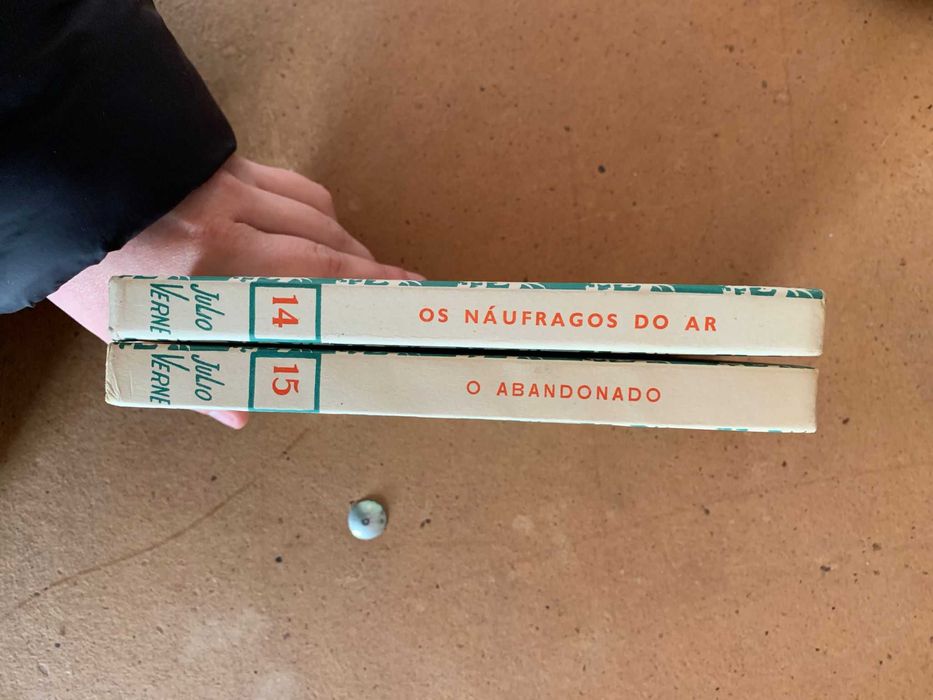 JULIO
VERNE
14
OS NÁUFRAGOS DO AR
JULIO
VERNE
15
O ABANDONADO